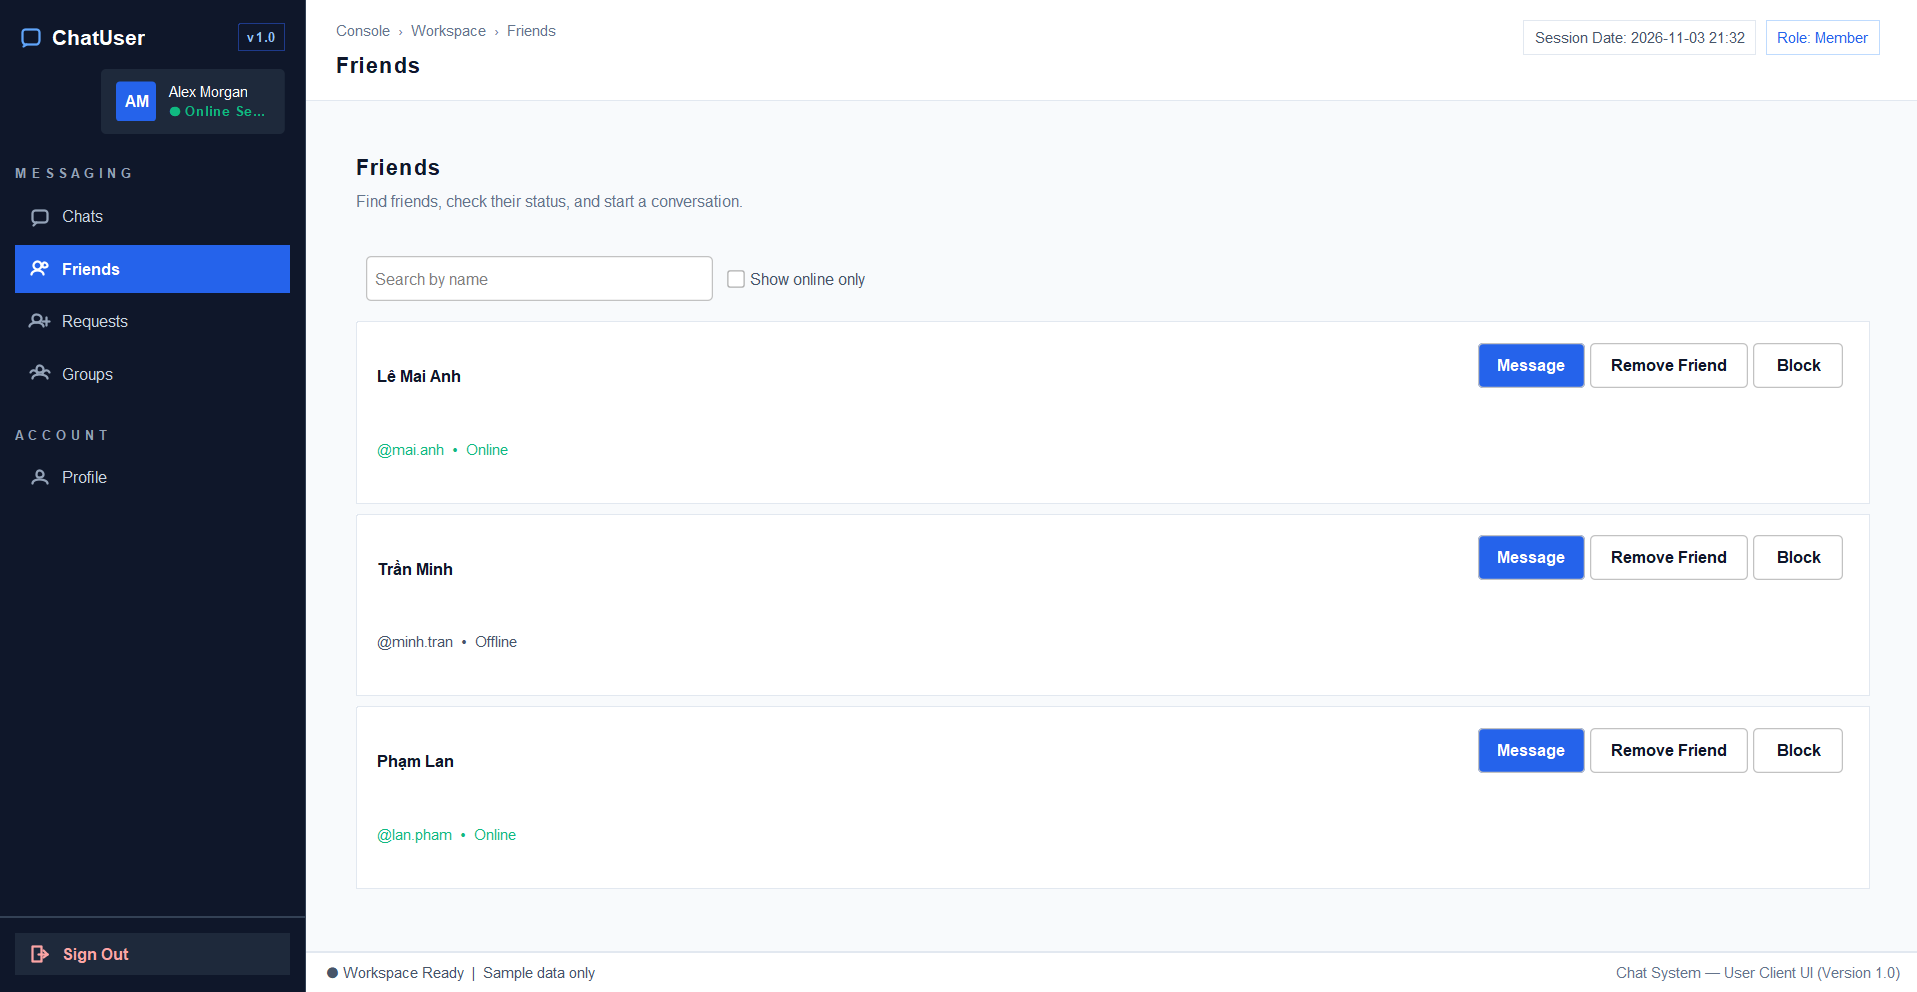 ChatUser
v1.0
AM
Alex Morgan
Online Se...
MESSAGING
Chats
Friends
Requests
Groups
ACCOUNT
Profile
Sign Out
Console › Workspace › Friends
Friends
Session Date: 2026-11-03 21:32
Role: Member
Friends
Find friends, check their status, and start a conversation.
Search by name
Show online only
Lê Mai Anh
Message
Remove Friend
Block
@mai.anh • Online
Trần Minh
Message
Remove Friend
Block
@minh.tran • Offline
Phạm Lan
Message
Remove Friend
Block
@lan.pham • Online
Workspace Ready | Sample data only
Chat System — User Client UI (Version 1.0)